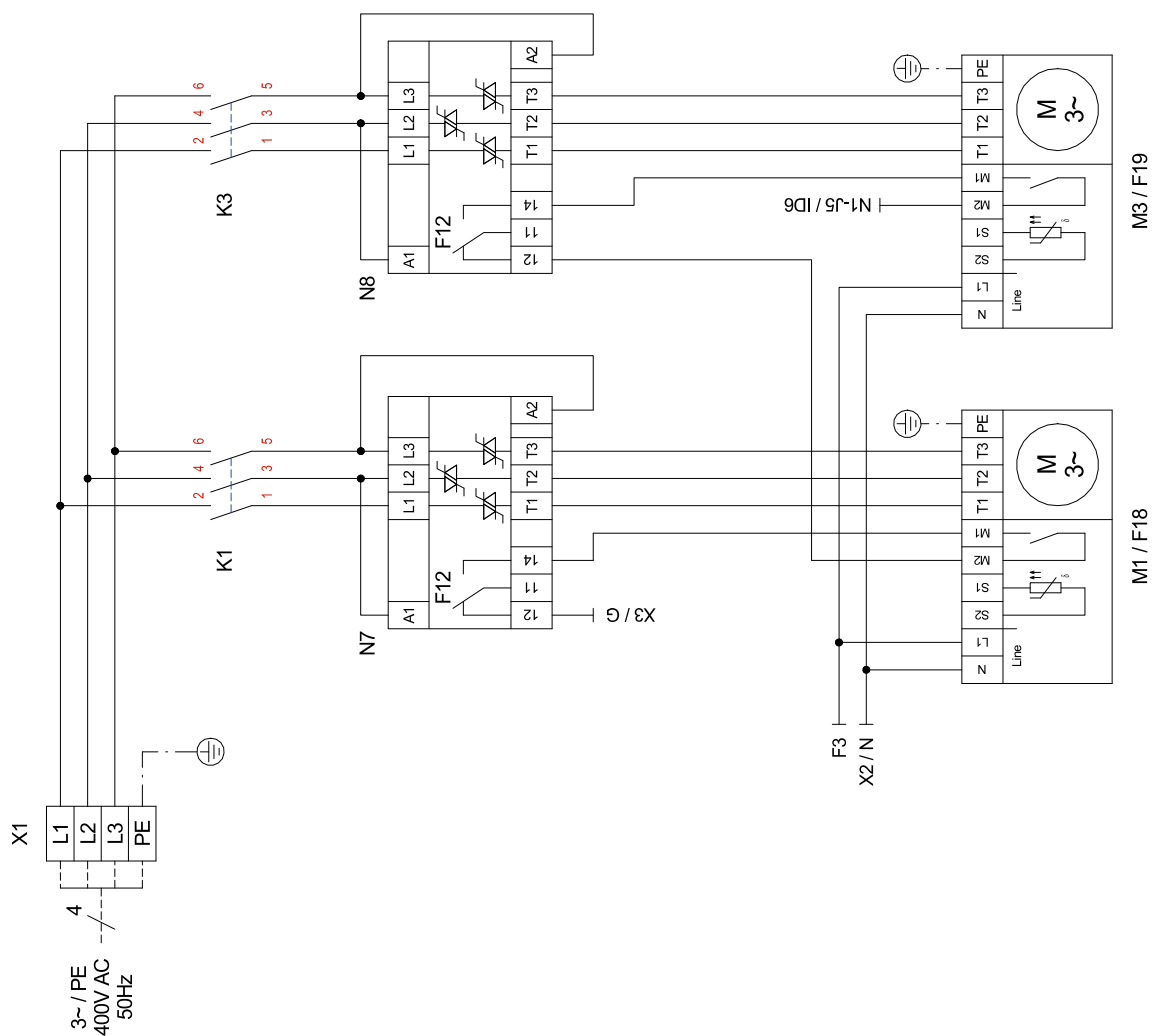 X1
L1
L2
L3
PE
4
3~ / PE
400V AC
50Hz
K1
2
4
6
1
3
5
K3
2
4
6
1
3
5
N7
A1
L1
L2
L3
F12
12
11
14
T1
T2
T3
A2
X3 / G
N8
A1
L1
L2
L3
F12
12
11
14
T1
T2
T3
A2
N1-J5 / ID6
F3
X2 / N
N
L1
S2
S1
M2
M1
T1
T2
T3
PE
Line
M
3~
M1 / F18
N
L1
S2
S1
M2
M1
T1
T2
T3
PE
Line
M
3~
M3 / F19